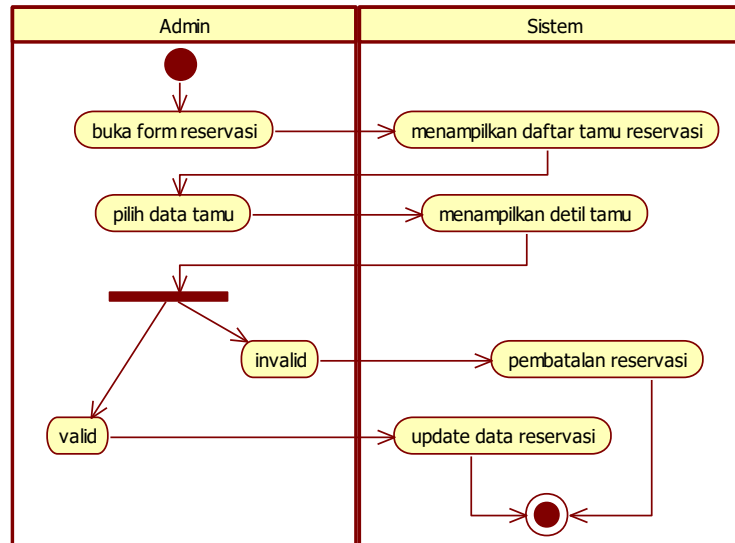 Admin
Sistem
buka form reservasi
menampilkan daftar tamu reservasi
pilih data tamu
menampilkan detil tamu
invalid
pembatalan reservasi
valid
update data reservasi